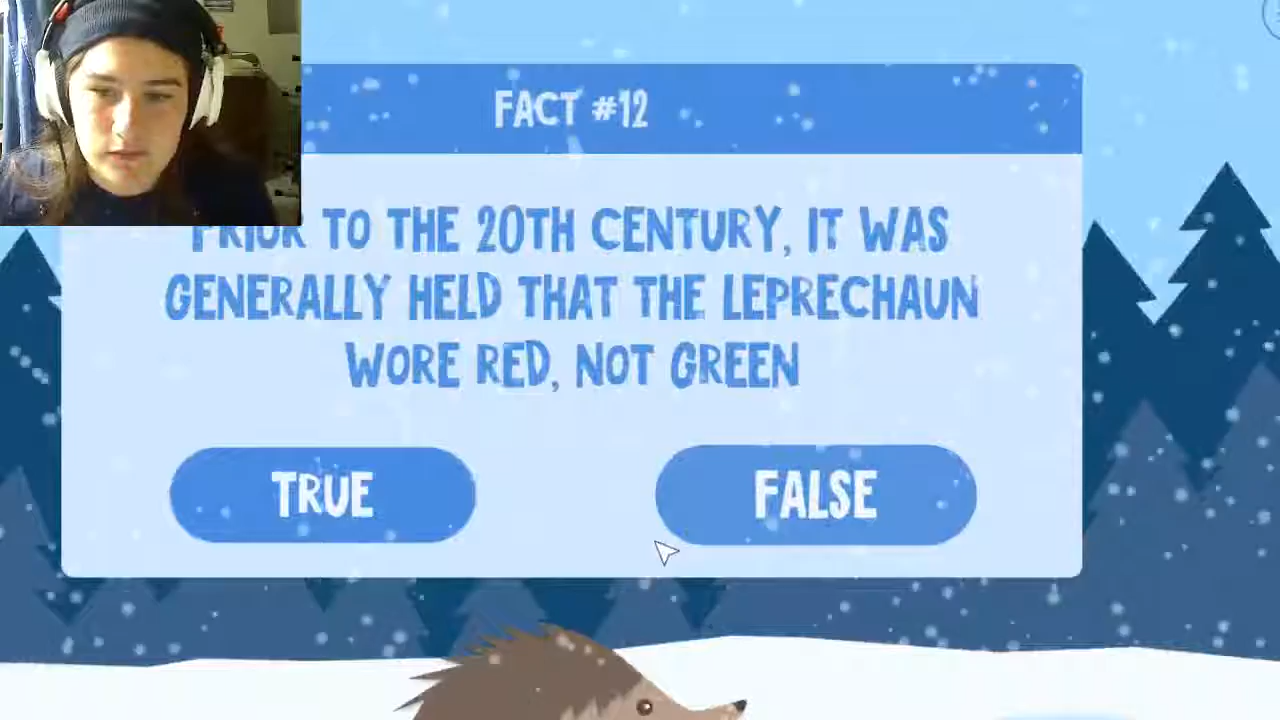 FACT #12
PRIOR TO THE 20TH CENTURY, IT WAS
GENERALLY HELD THAT THE LEPRECHAUN
WORE RED, NOT GREEN
TRUE
FALSE